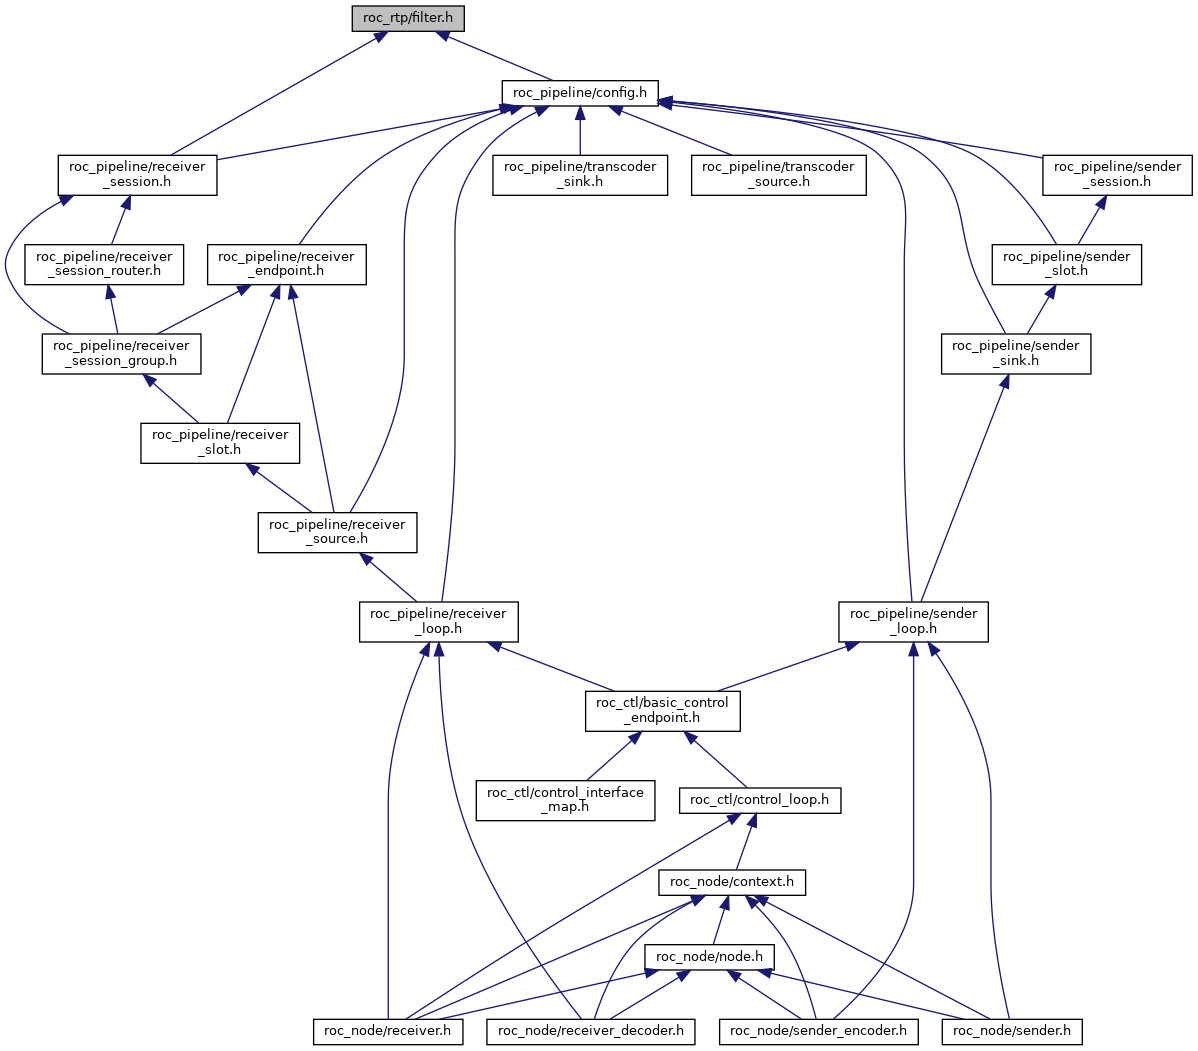 roc_rtp/filter.h
roc_pipeline/config.h
roc_pipeline/receiver
_session.h
roc_pipeline/transcoder
_sink.h
roc_pipeline/transcoder
_source.h
roc_pipeline/sender
_session.h
roc_pipeline/receiver
_session_router.h
roc_pipeline/receiver
_endpoint.h
roc_pipeline/sender
_slot.h
roc_pipeline/receiver
_session_group.h
roc_pipeline/sender
_sink.h
roc_pipeline/receiver
_slot.h
roc_pipeline/receiver
_source.h
roc_pipeline/receiver
_loop.h
roc_pipeline/sender
_loop.h
roc_ctl/basic_control
_endpoint.h
roc_ctl/control_interface
_map.h
roc_ctl/control_loop.h
roc_node/context.h
roc_node/node.h
roc_node/receiver.h
roc_node/receiver_decoder.h
roc_node/sender_encoder.h
roc_node/sender.h